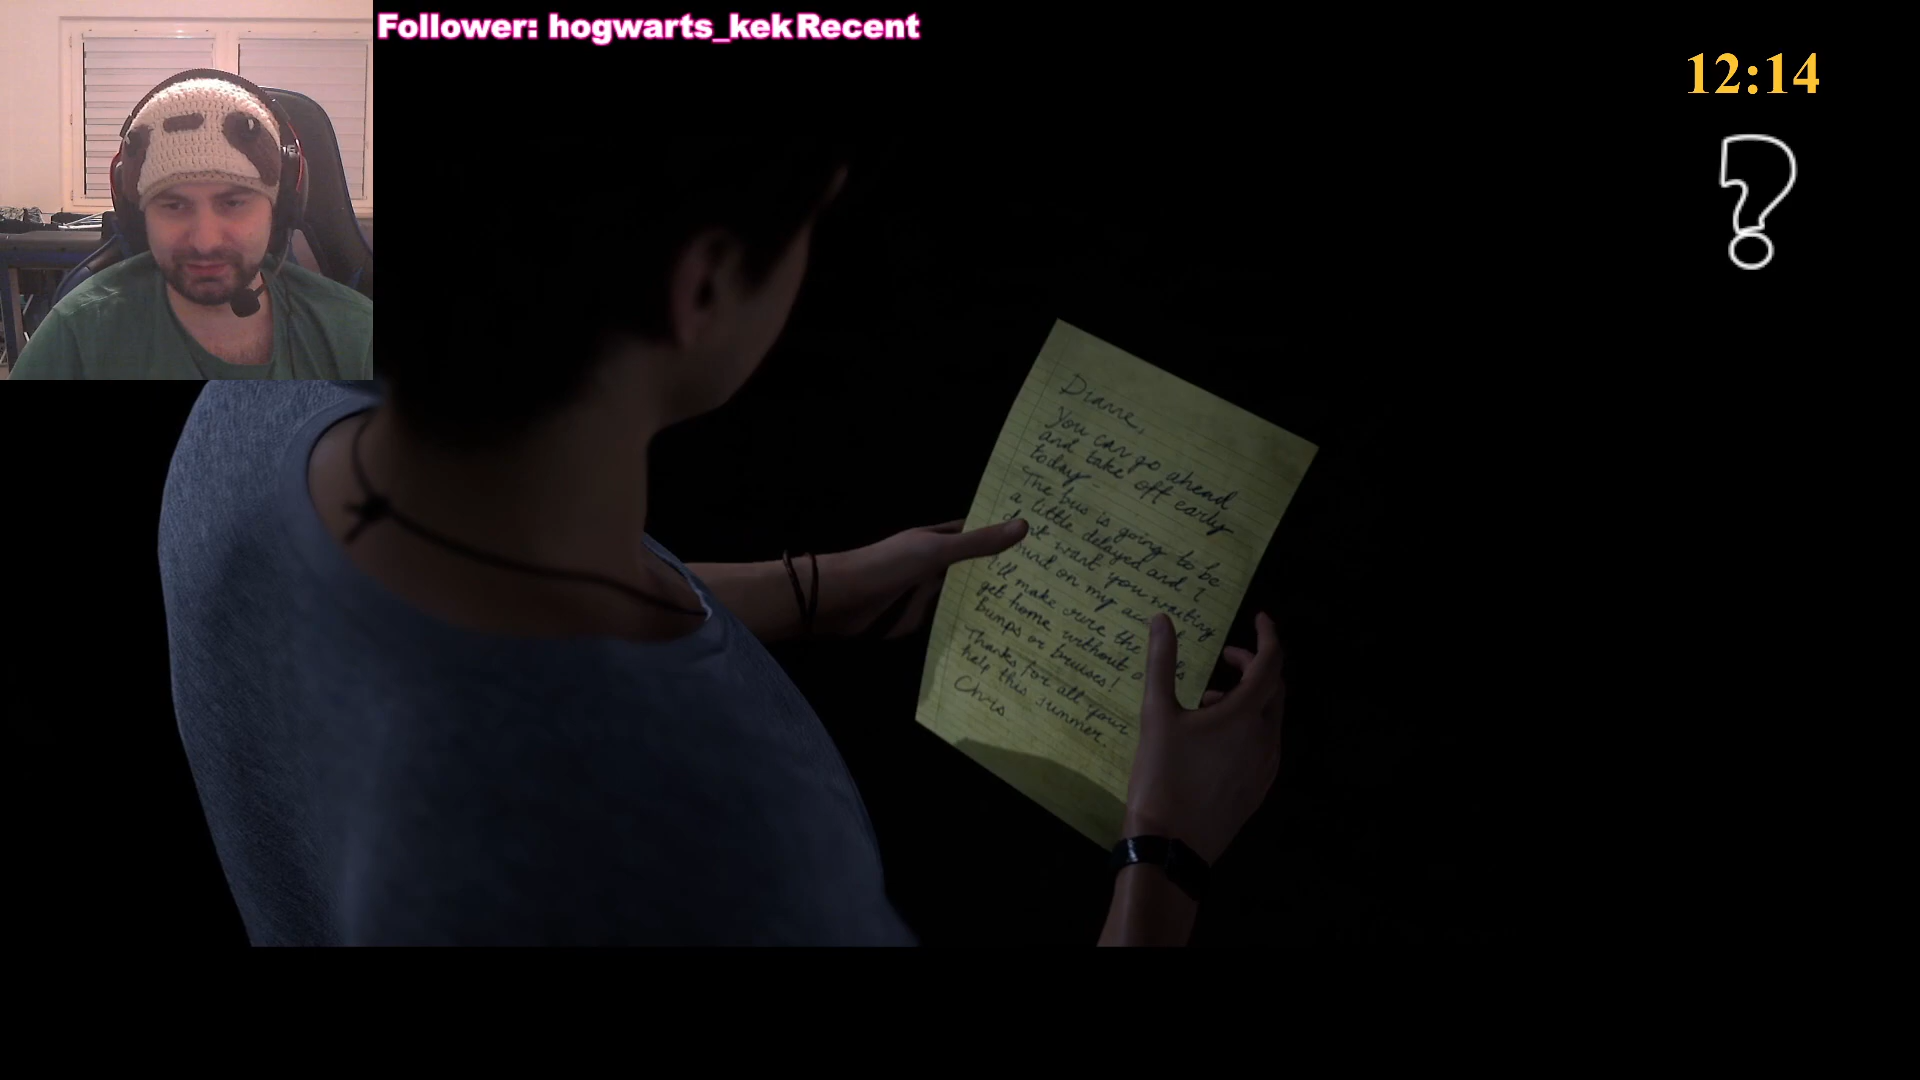 Follower: hogwarts_kekRecent
12:14
Dianne,
You can go ahead
and take off early
today.
The bus is going to be
a little delayed and I
don't want you waiting
on my
I'll make sure the
get home without
bumps or bruises!
Thanks for all your
help this summer.
Chris